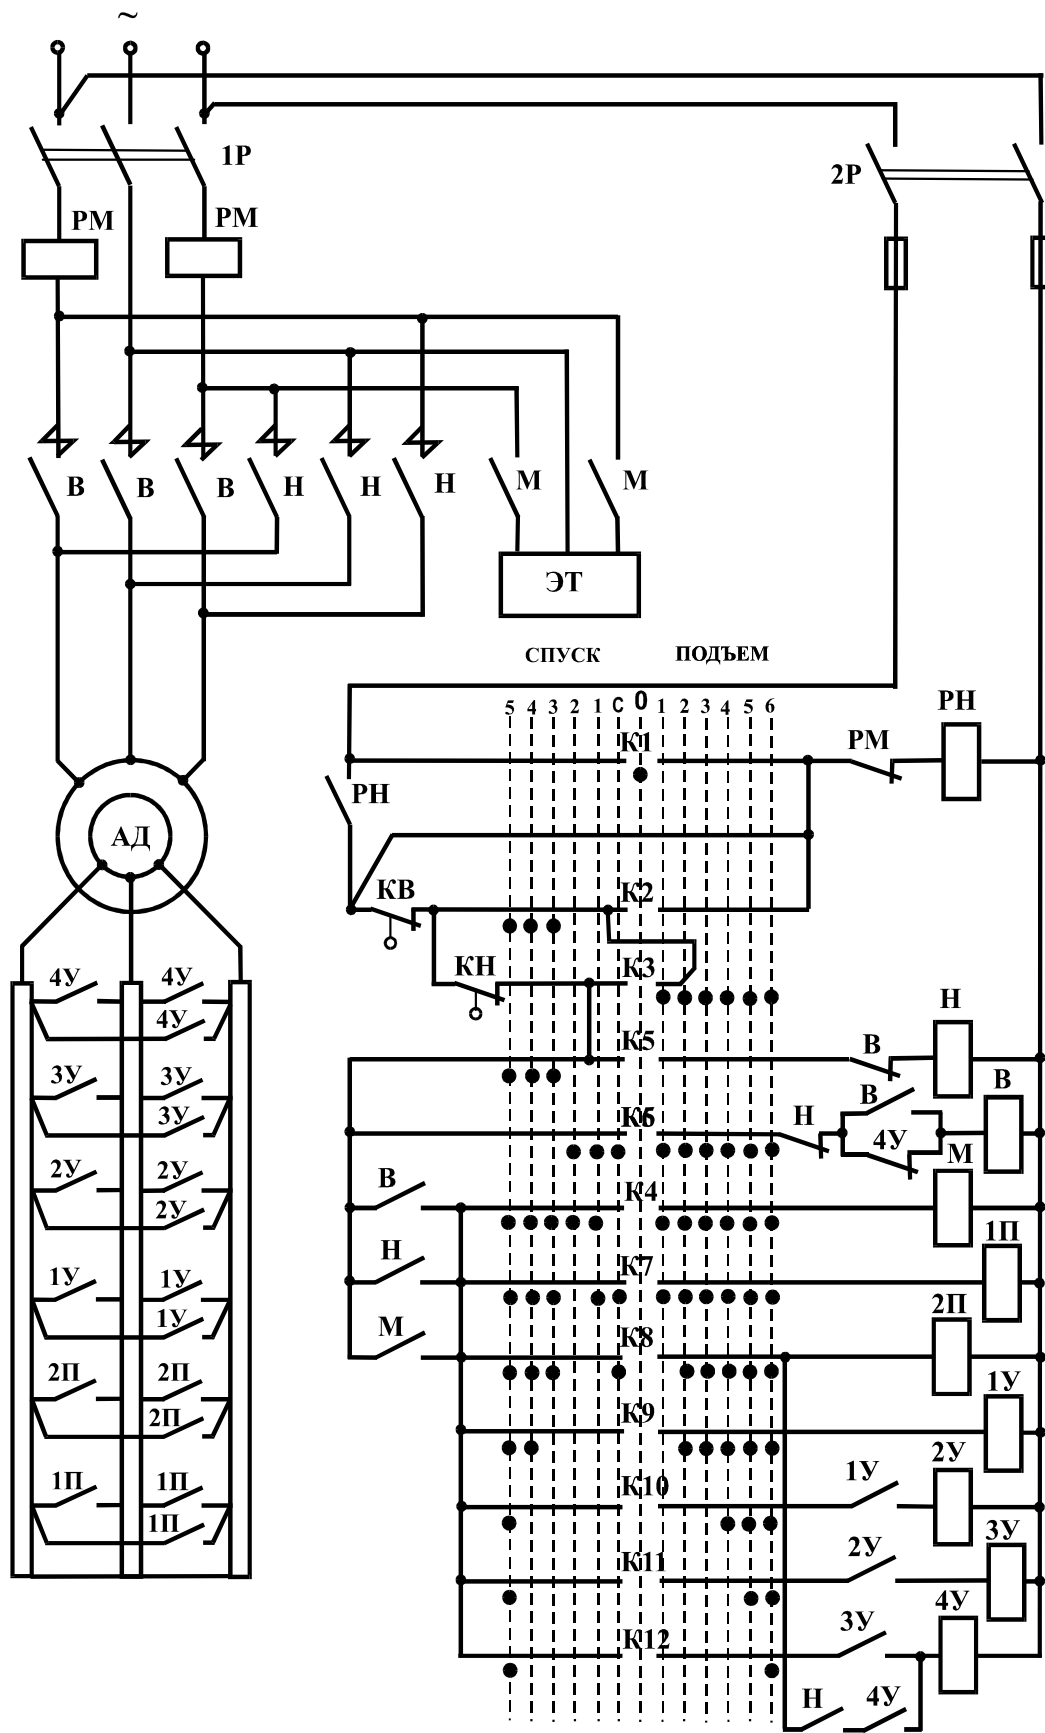 ~
1Р
2Р
РМ РМ
В В В Н Н Н М М
ЭТ
СПУСК ПОДЪЕМ
5 4 3 2 1 С 0 1 2 3 4 5 6
К1 РМ РН
РН
АД
КВ К2
КН К3
4У 4У Н
4У
К5 В В
3У 3У
3У
К6 Н В
4У М
2У 2У
2У
В К4
1П
Н К7
1У 1У
1У
2П
М К8
2П 2П
2П
К9 1У
2У
1П 1П
1П
К10 1У
3У
К11 2У
4У
К12 3У
Н 4У